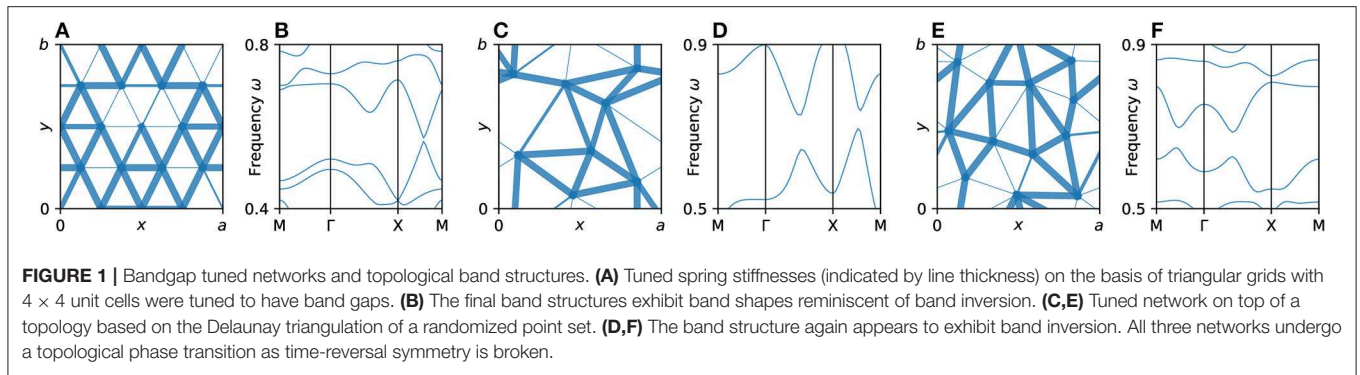 A B C D E F
b 0.8 b 0.9 b 0.9
y Frequency ω y Frequency ω y Frequency ω
0 0.4 0 0.5 0 0.5
0 x a M Γ X M 0 x a M Γ X M 0 x a M Γ X M
FIGURE 1 | Bandgap tuned networks and topological band structures. (A) Tuned spring stiffnesses (indicated by line thickness) on the basis of triangular grids with
4 × 4 unit cells were tuned to have band gaps. (B) The final band structures exhibit band shapes reminiscent of band inversion. (C,E) Tuned network on top of a
topology based on the Delaunay triangulation of a randomized point set. (D,F) The band structure again appears to exhibit band inversion. All three networks undergo
a topological phase transition as time-reversal symmetry is broken.